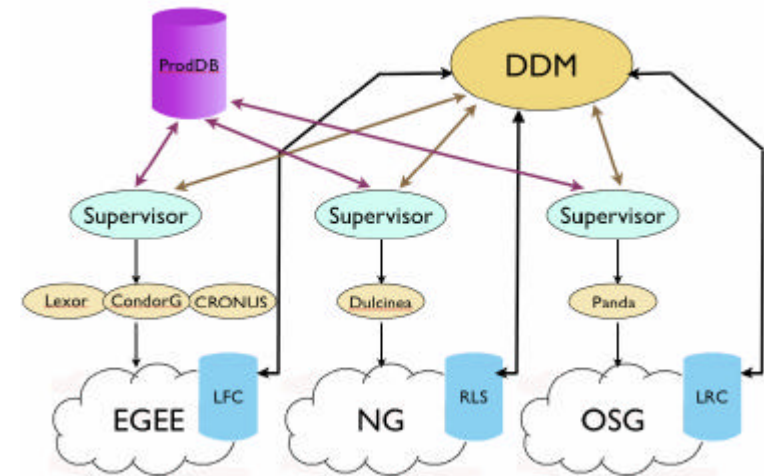 ProdDB
DDM
Supervisor
Supervisor
Supervisor
Lexor
CondorG
CRONUS
Dulcinea
Panda
EGEE
LFC
NG
RLS
OSG
LRC